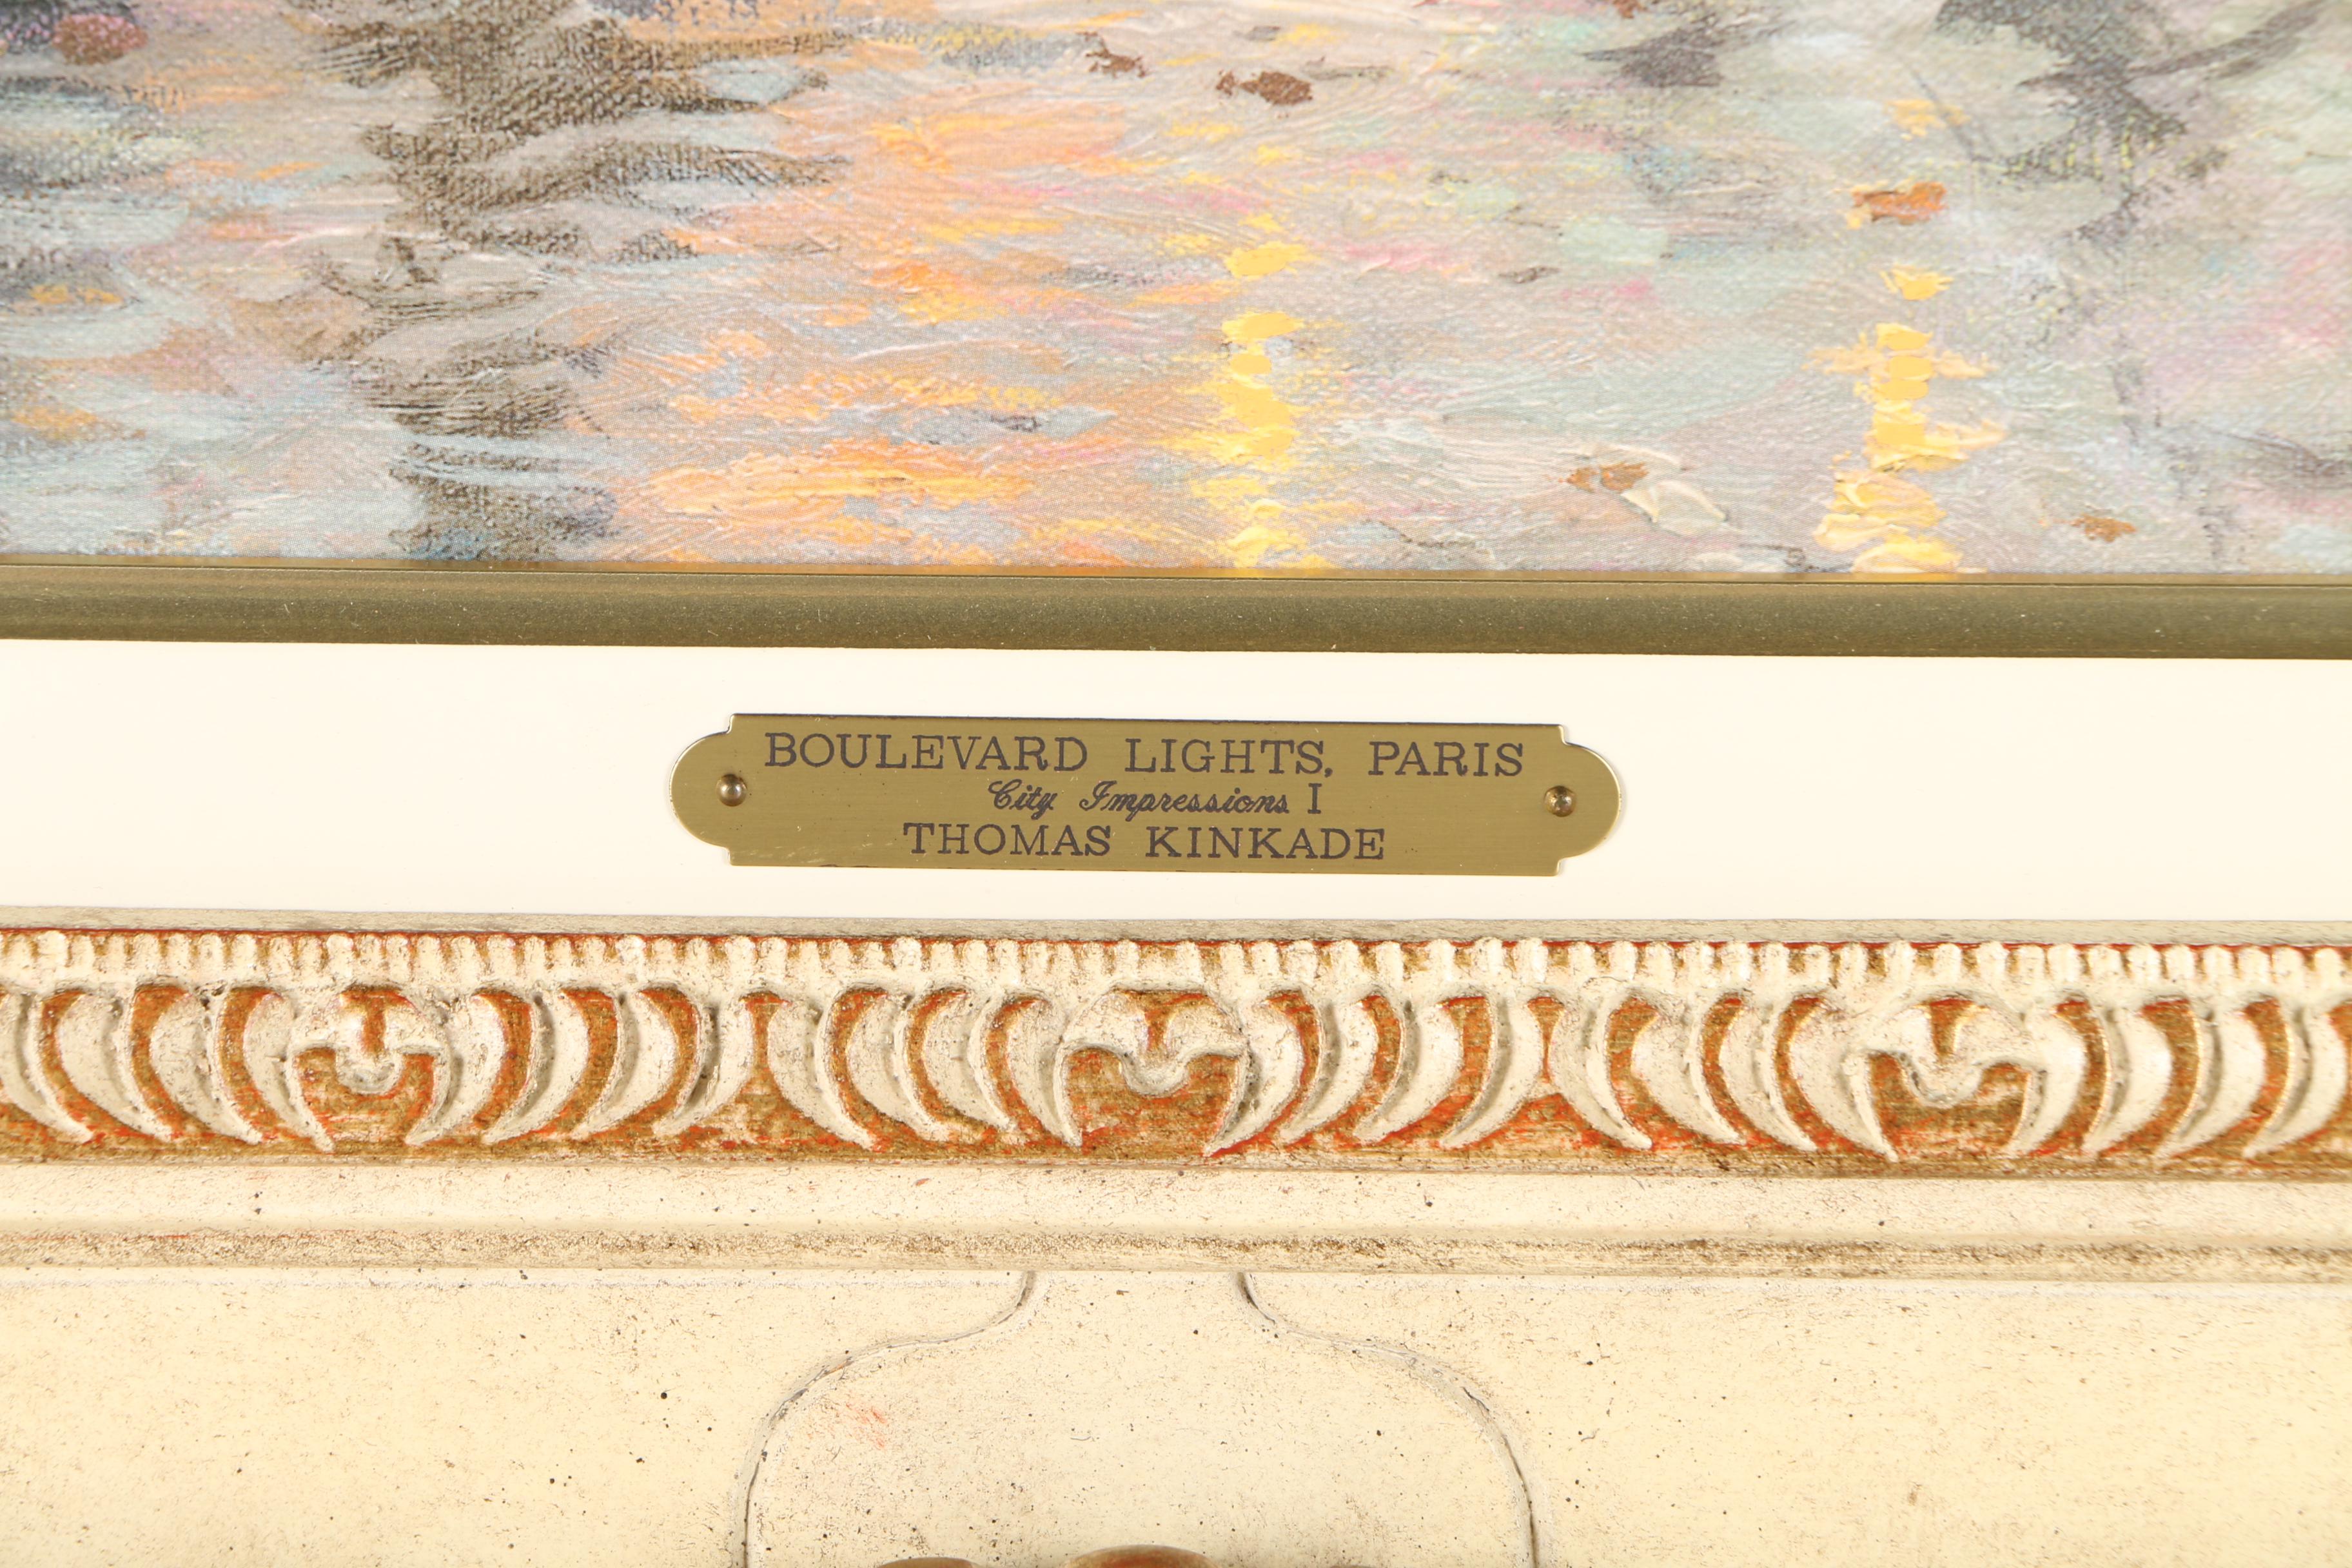 BOULEVARD LIGHTS, PARIS
City Impressions I
THOMAS KINKADE